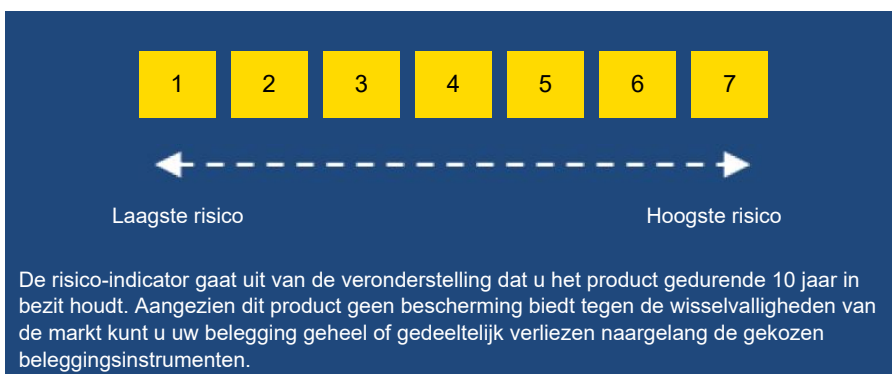 1 2 3 4 5 6 7
Laagste risico Hoogste risico
De risico-indicator gaat uit van de veronderstelling dat u het product gedurende 10 jaar in
bezit houdt. Aangezien dit product geen bescherming biedt tegen de wisselvalligheden van
de markt kunt u uw belegging geheel of gedeeltelijk verliezen naargelang de gekozen
beleggingsinstrumenten.